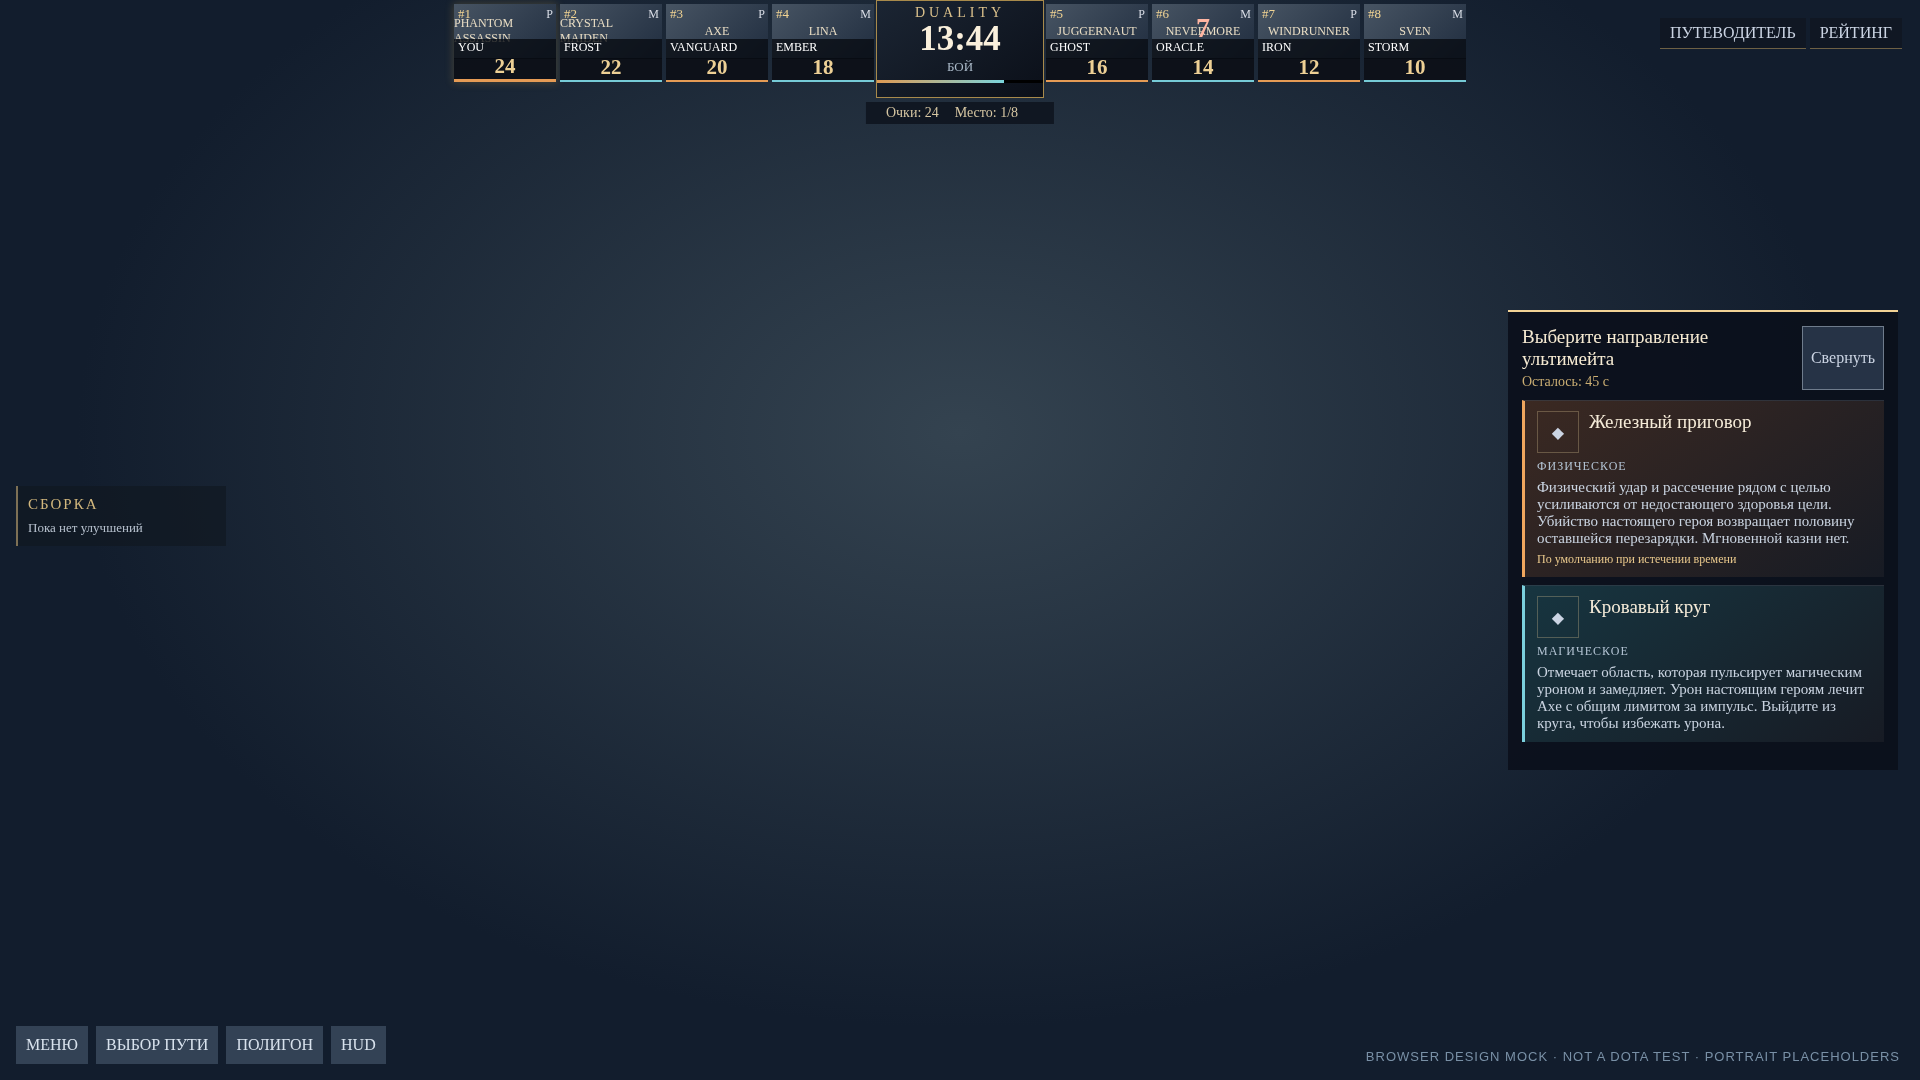 #1 P
PHANTOM
ASSASSIN
YOU
24
#2 M
CRYSTAL
MAIDEN
FROST
22
#3 P
AXE
VANGUARD
20
#4 M
LINA
EMBER
18
DUALITY
13:44
БОЙ
#5 P
JUGGERNAUT
GHOST
16
#6 M
7
NEVERMORE
ORACLE
14
#7 P
WINDRUNNER
IRON
12
#8 M
SVEN
STORM
10
Очки: 24 Место: 1/8
ПУТЕВОДИТЕЛЬ
РЕЙТИНГ
СБОРКА
Пока нет улучшений
Выберите направление
ультимейта
Осталось: 45 с
Свернуть
◆
Железный приговор
ФИЗИЧЕСКОЕ
Физический удар и рассечение рядом с целью
усиливаются от недостающего здоровья цели.
Убийство настоящего героя возвращает половину
оставшейся перезарядки. Мгновенной казни нет.
По умолчанию при истечении времени
◆
Кровавый круг
МАГИЧЕСКОЕ
Отмечает область, которая пульсирует магическим
уроном и замедляет. Урон настоящим героям лечит
Axe с общим лимитом за импульс. Выйдите из
круга, чтобы избежать урона.
МЕНЮ
ВЫБОР ПУТИ
ПОЛИГОН
HUD
BROWSER DESIGN MOCK · NOT A DOTA TEST · PORTRAIT PLACEHOLDERS